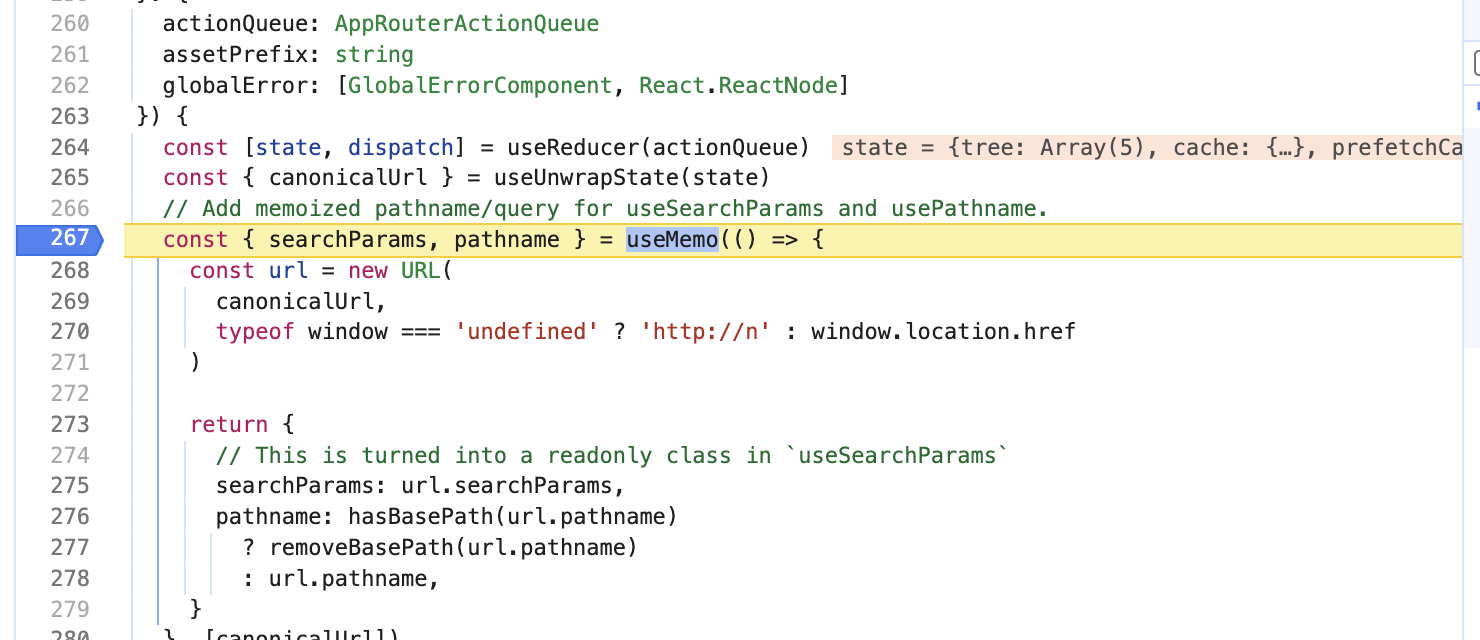 260 actionQueue: AppRouterActionQueue
261 assetPrefix: string
262 globalError: [GlobalErrorComponent, React.ReactNode]
263 }) {
264 const [state, dispatch] = useReducer(actionQueue) state = {tree: Array(5), cache: {…}, prefetchCa
265 const { canonicalUrl } = useUnwrapState(state)
266 // Add memoized pathname/query for useSearchParams and usePathname.
267 const { searchParams, pathname } = useMemo(() => {
268 const url = new URL(
269 canonicalUrl,
270 typeof window === 'undefined' ? 'http://n' : window.location.href
271 )
272
273 return {
274 // This is turned into a readonly class in `useSearchParams`
275 searchParams: url.searchParams,
276 pathname: hasBasePath(url.pathname)
277 ? removeBasePath(url.pathname)
278 : url.pathname,
279 }
280 }, [canonicalUrl])